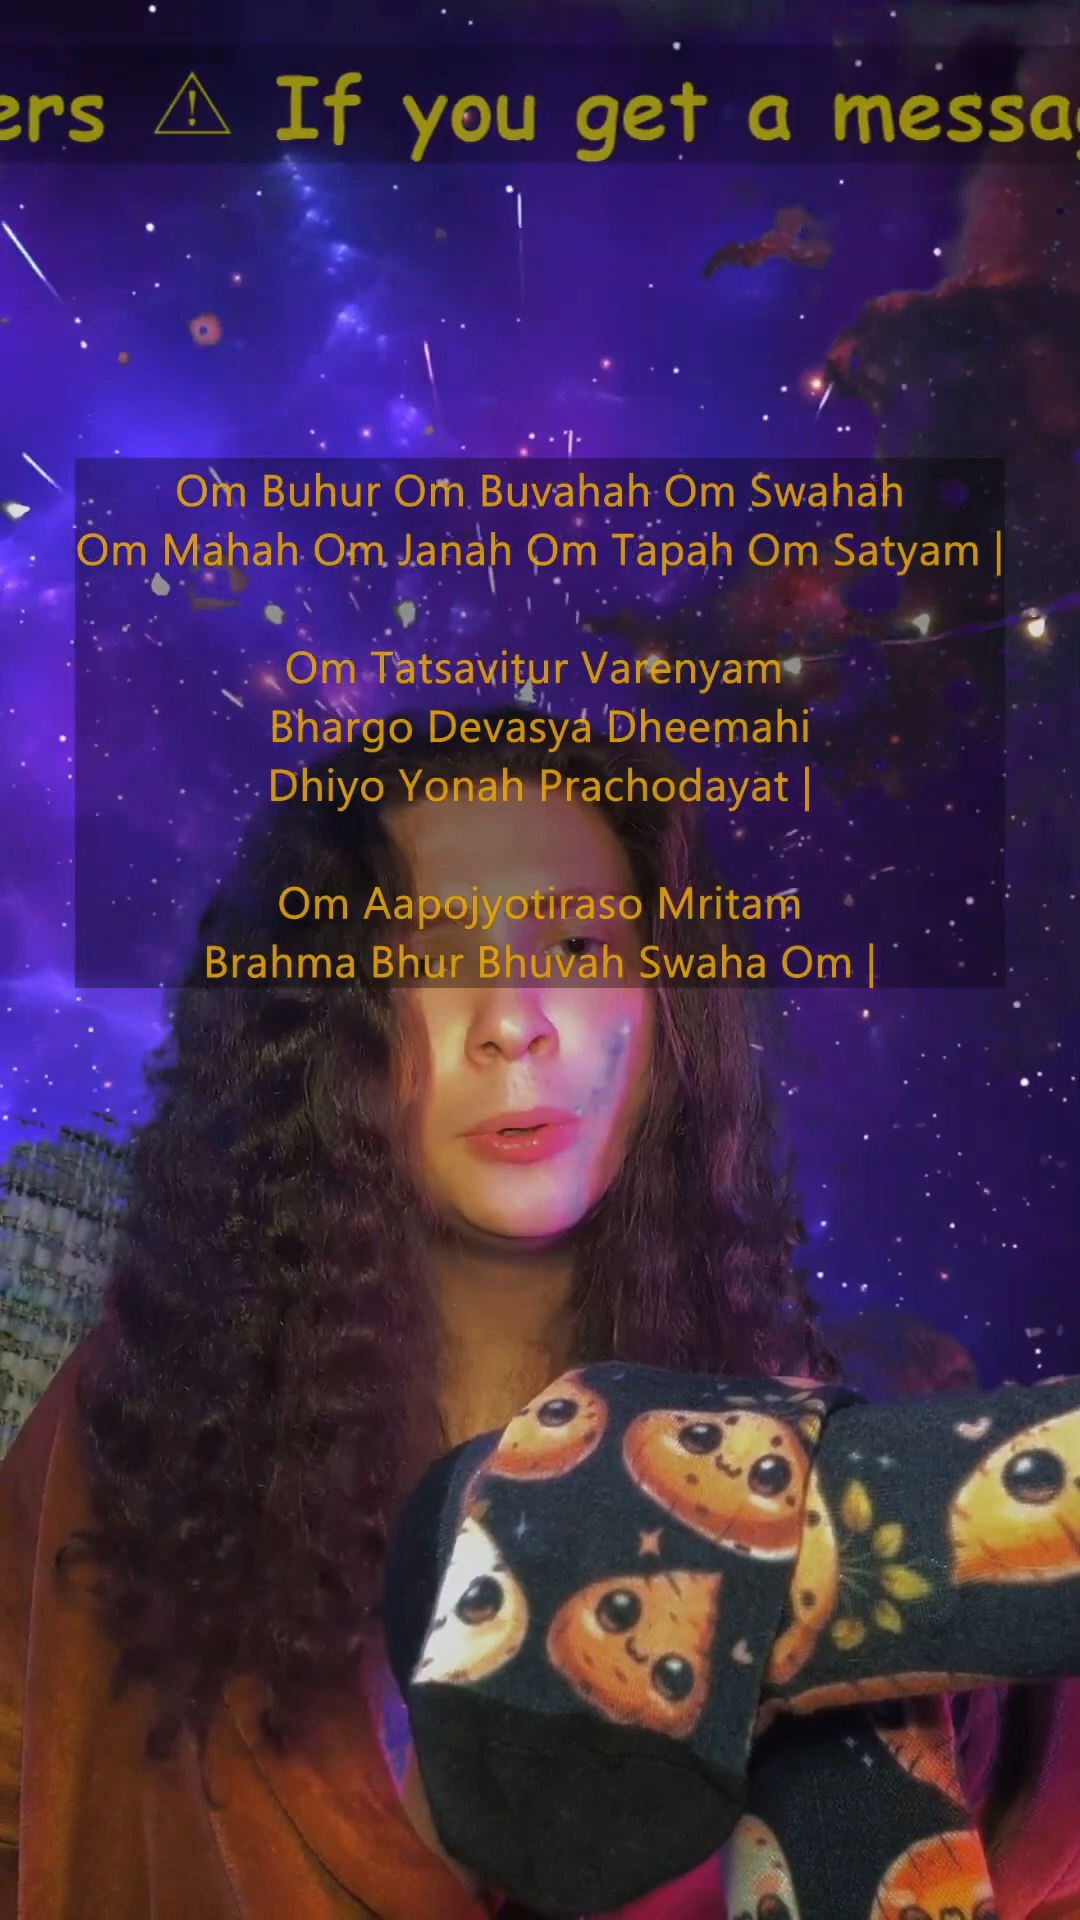 ers ⚠ If you get a messag
Om Buhur Om Buvahah Om Swahah
Om Mahah Om Janah Om Tapah Om Satyam |
Om Tatsavitur Varenyam
Bhargo Devasya Dheemahi
Dhiyo Yonah Prachodayat |
Om Aapojyotiraso Mritam
Brahma Bhur Bhuvah Swaha Om |